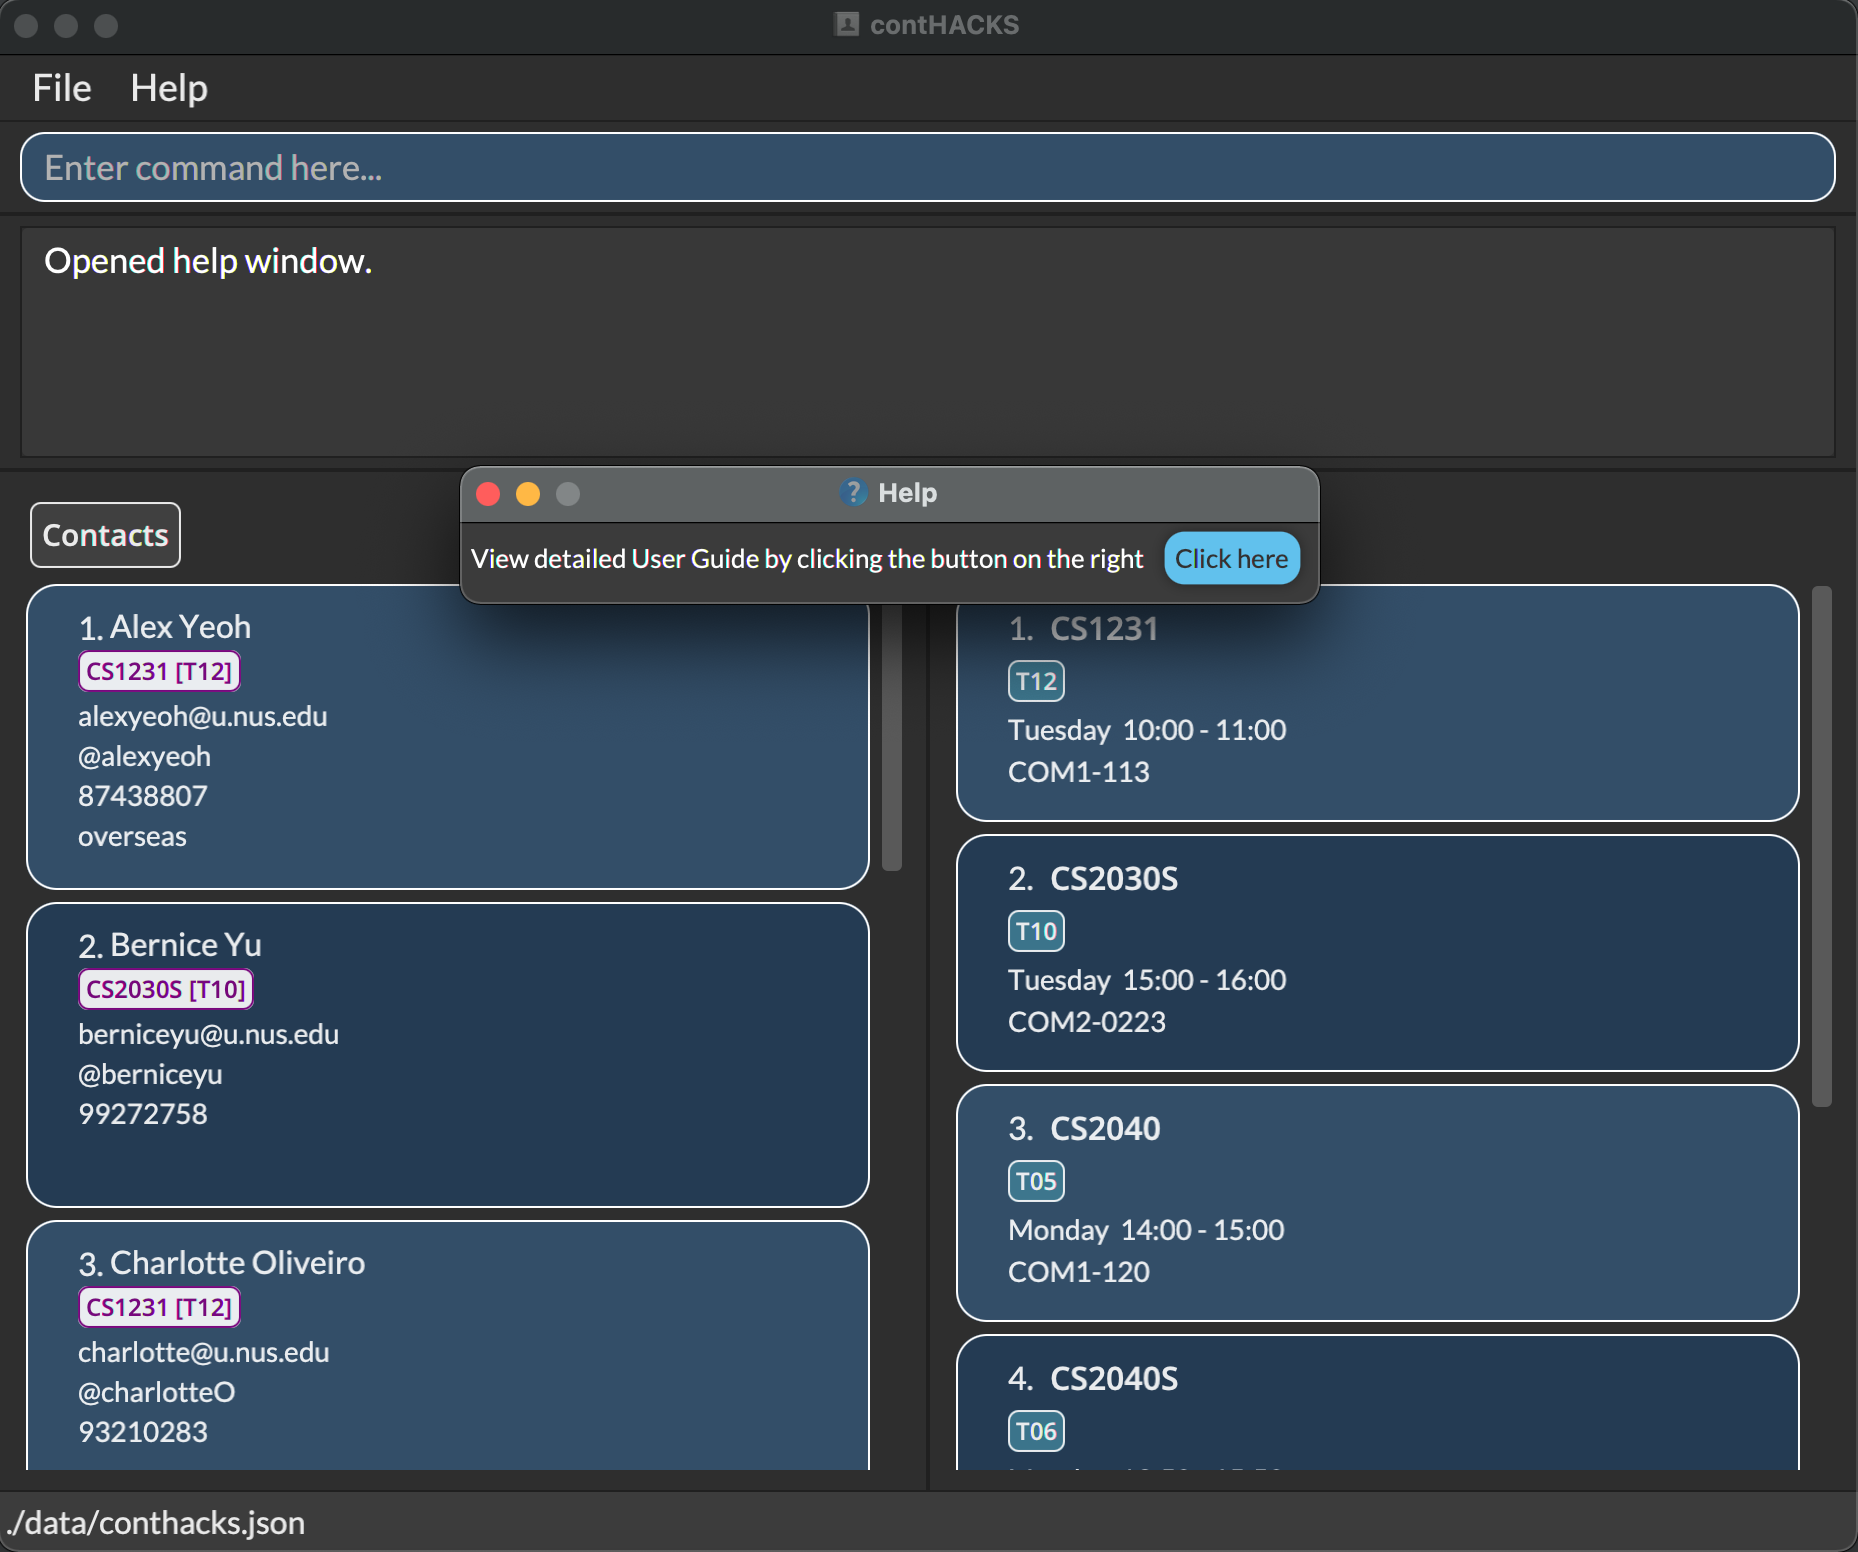 contHACKS
File Help
Enter command here...
Opened help window.
Help
View detailed User Guide by clicking the button on the right Click here
Contacts
1. Alex Yeoh
CS1231 [T12]
alexyeoh@u.nus.edu
@alexyeoh
87438807
overseas
2. Bernice Yu
CS2030S [T10]
berniceyu@u.nus.edu
@berniceyu
99272758
3. Charlotte Oliveiro
CS1231 [T12]
charlotte@u.nus.edu
@charlotteO
93210283
1. CS1231
T12
Tuesday 10:00 - 11:00
COM1-113
2. CS2030S
T10
Tuesday 15:00 - 16:00
COM2-0223
3. CS2040
T05
Monday 14:00 - 15:00
COM1-120
4. CS2040S
T06
./data/conthacks.json